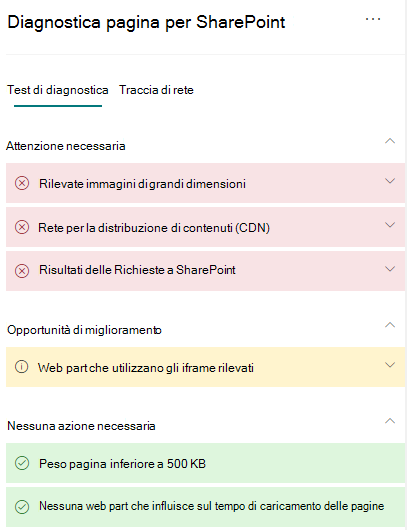 Diagnostica pagina per SharePoint
Test di diagnostica Traccia di rete
Attenzione necessaria
Rilevate immagini di grandi dimensioni
Rete per la distribuzione di contenuti (CDN)
Risultati delle Richieste a SharePoint
Opportunità di miglioramento
Web part che utilizzano gli iframe rilevati
Nessuna azione necessaria
Peso pagina inferiore a 500 KB
Nessuna web part che influisce sul tempo di caricamento delle pagine